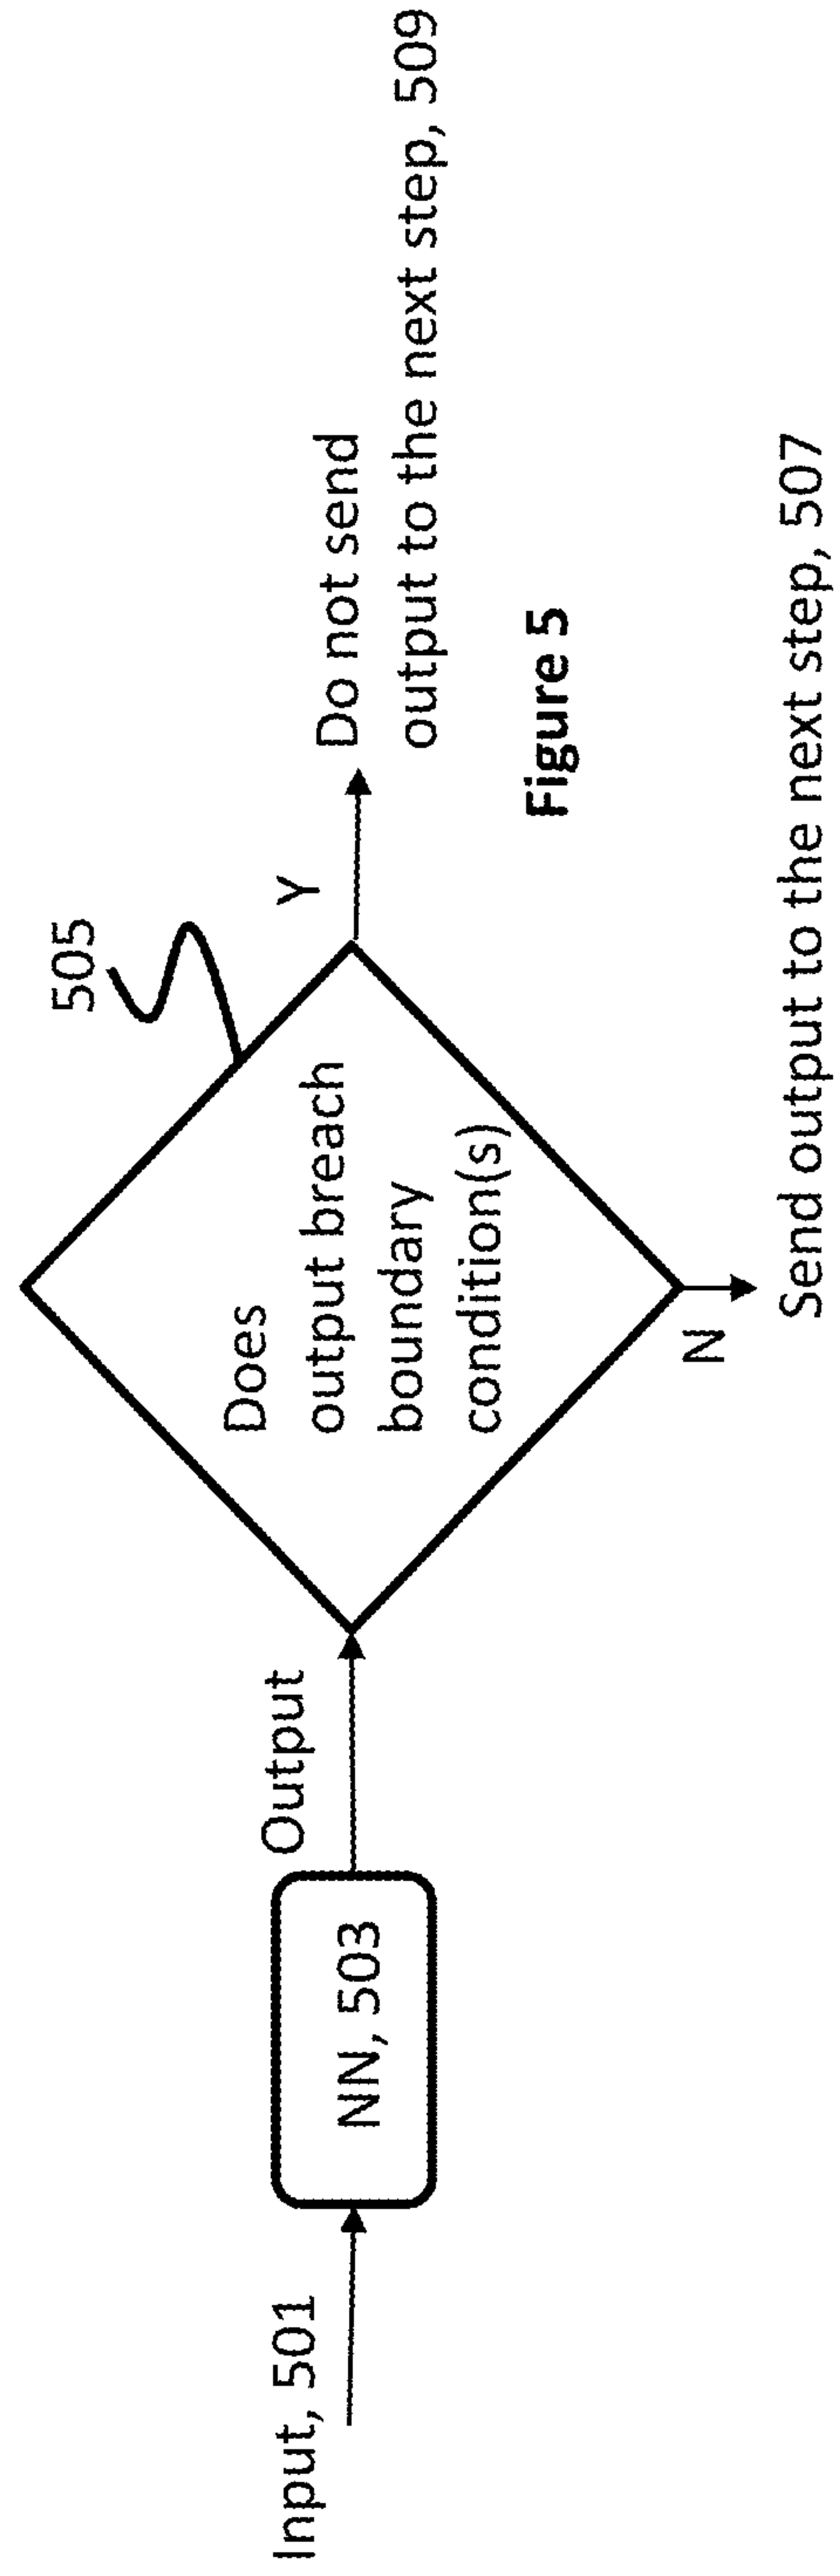 Input, 501
NN, 503
Output
505
Does
output breach
boundary
condition(s)
Y
Do not send
output to the next step, 509
N
Send output to the next step, 507
Figure 5